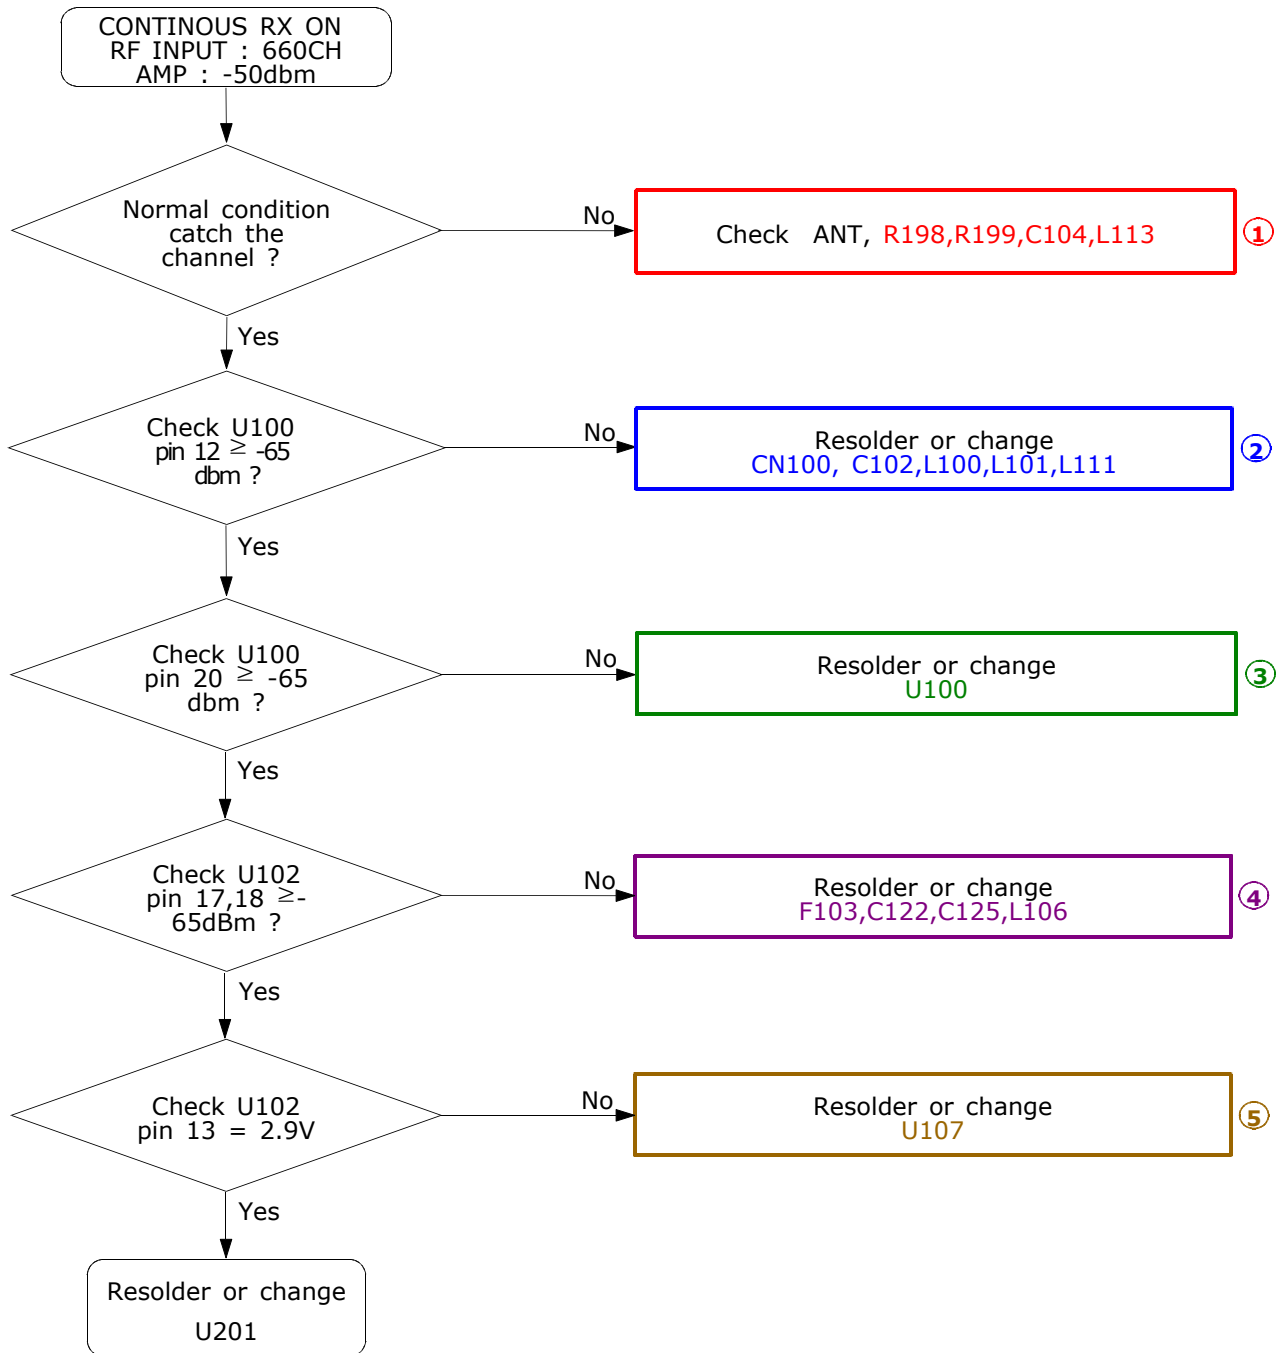 CONTINOUS RX ON
RF INPUT : 660CH
AMP : -50dbm
Normal condition
catch the
channel ?
No
Check ANT, R198,R199,C104,L113
1
Yes
Check U100
pin 12 ≥ -65
dbm ?
No
Resolder or change
CN100, C102,L100,L101,L111
2
Yes
Check U100
pin 20 ≥ -65
dbm ?
No
Resolder or change
U100
3
Yes
Check U102
pin 17,18 ≥-
65dBm ?
No
Resolder or change
F103,C122,C125,L106
4
Yes
Check U102
pin 13 = 2.9V
No
Resolder or change
U107
5
Yes
Resolder or change
U201